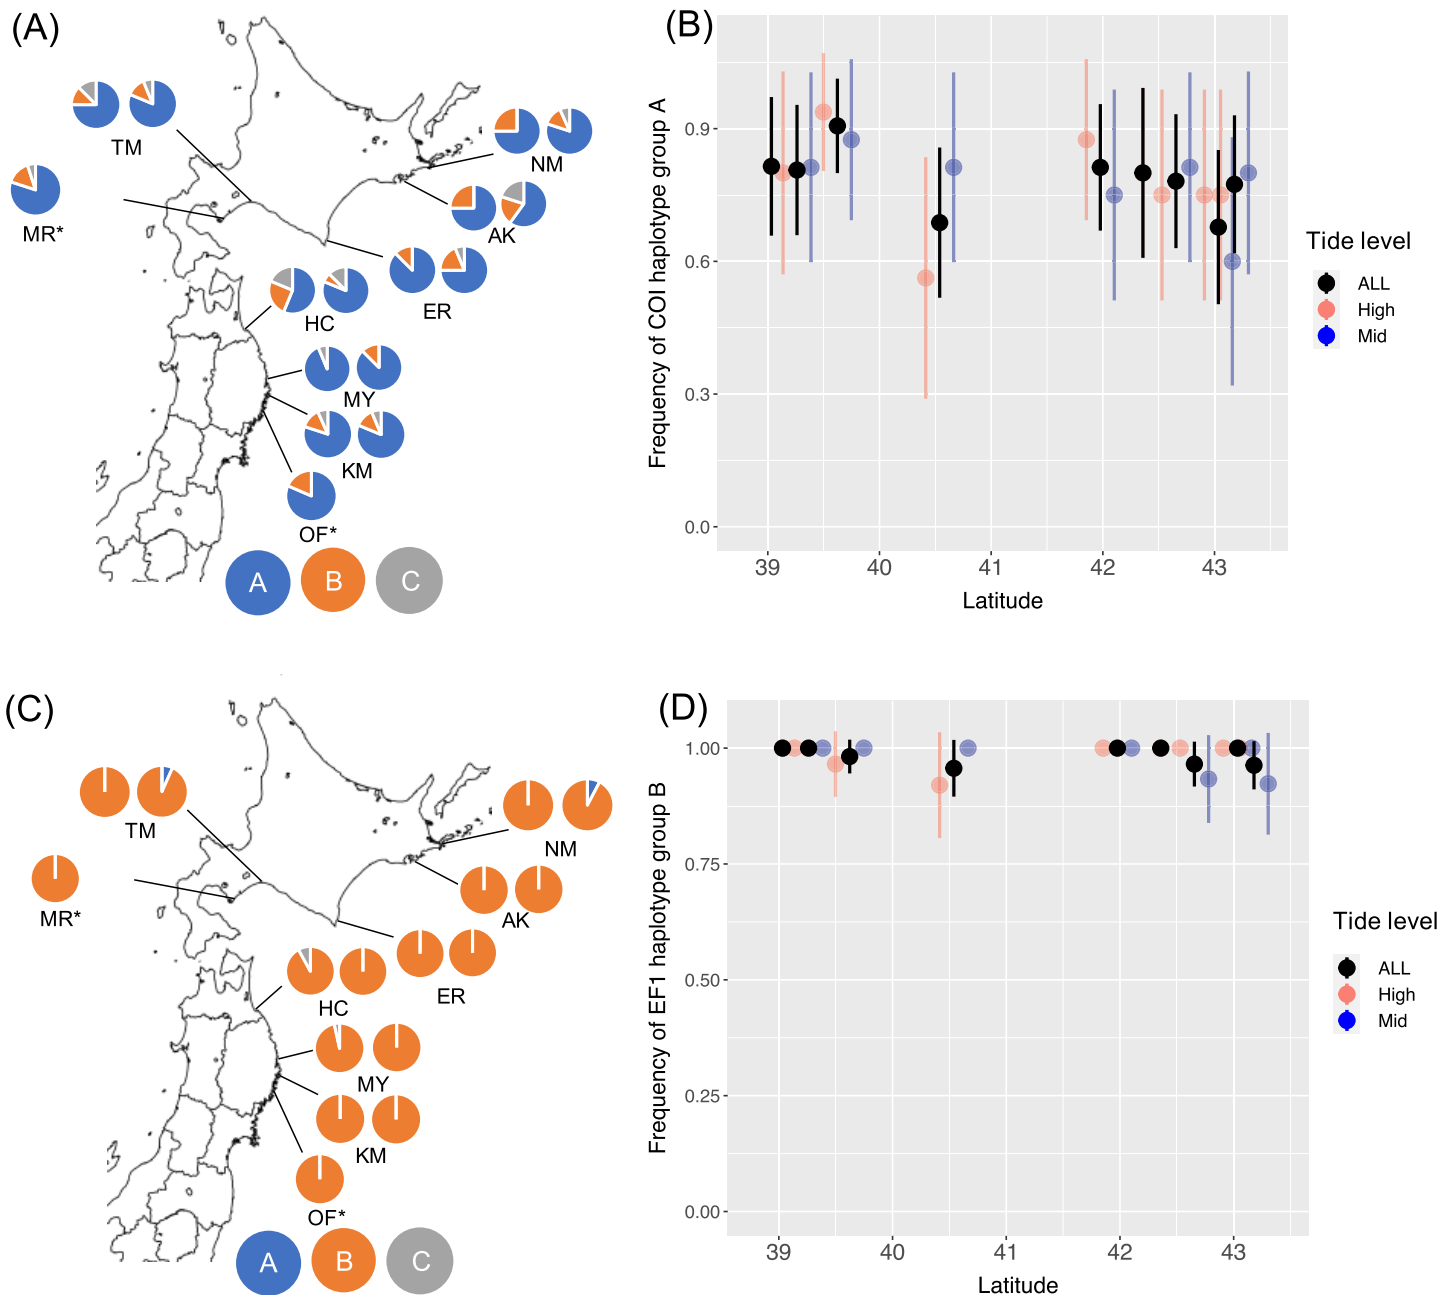 (A)
TM
MR*
NM
AK
ER
HC
MY
KM
OF*
A B C
(B)
Frequency of COI haplotype group A
0.9
0.6
0.3
0.0
39 40 41 42 43
Latitude
Tide level
ALL
High
Mid
(C)
TM
MR*
NM
AK
ER
HC
MY
KM
OF*
A B C
(D)
Frequency of EF1 haplotype group B
1.00
0.75
0.50
0.25
0.00
39 40 41 42 43
Latitude
Tide level
ALL
High
Mid